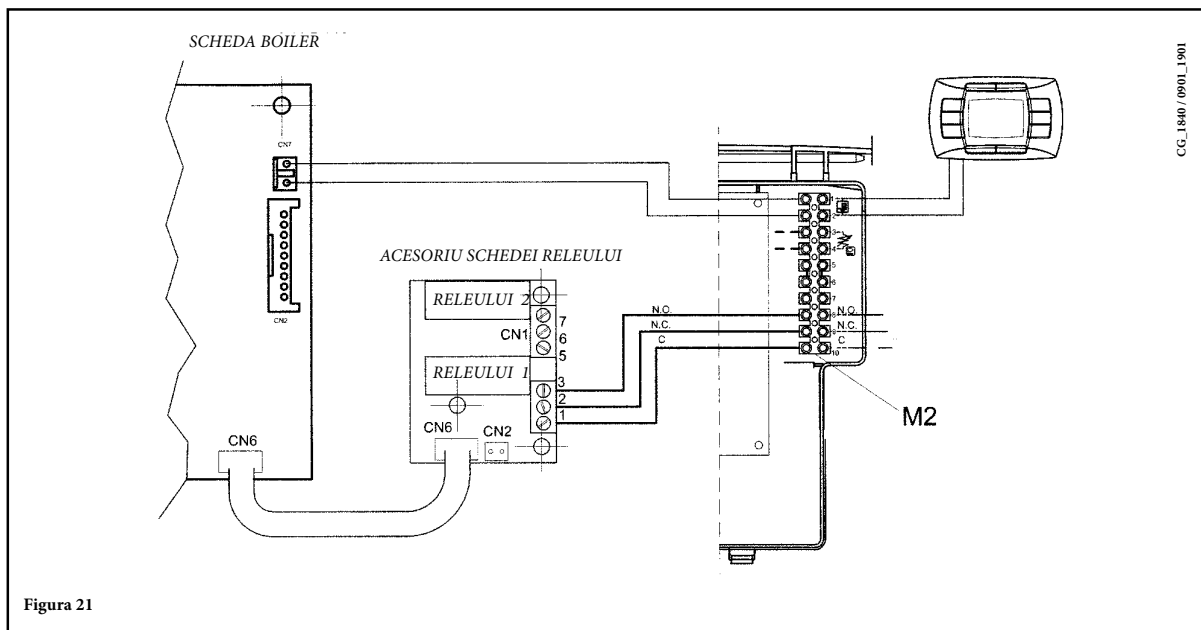 SCHEDA BOILER
CG_1840 / 0901_1901
CN7
CN2
ACESORIU SCHEDEI RELEULUI
RELEULUI 2
7
CN1 6
5
RELEULUI 1
3
2
1
CN6
CN2
CN6
N.O.
N.C.
C
1
2
3
4
5
6
7
8
9
10
N.O.
N.C.
C
M2
Figura 21